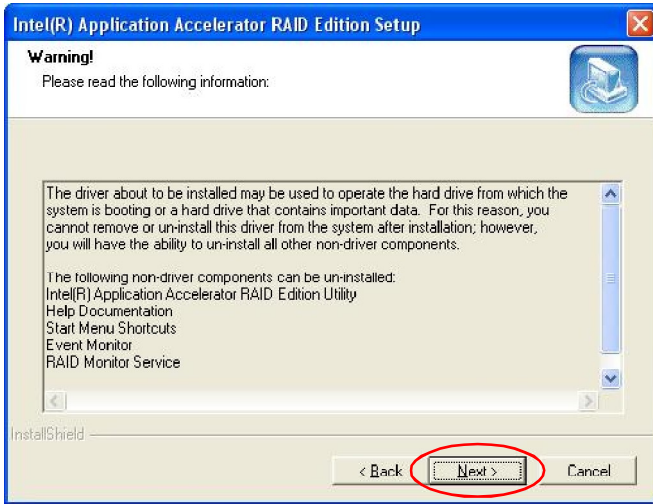 Intel(R) Application Accelerator RAID Edition Setup
Warning!
Please read the following information:
The driver about to be installed may be used to operate the hard drive from which the
system is booting or a hard drive that contains important data.  For this reason, you
cannot remove or un-install this driver from the system after installation; however,
you will have the ability to un-install all other non-driver components.
The following non-driver components can be un-installed:
Intel(R) Application Accelerator RAID Edition Utility
Help Documentation
Start Menu Shortcuts
Event Monitor
RAID Monitor Service
InstallShield
< Back
Next >
Cancel